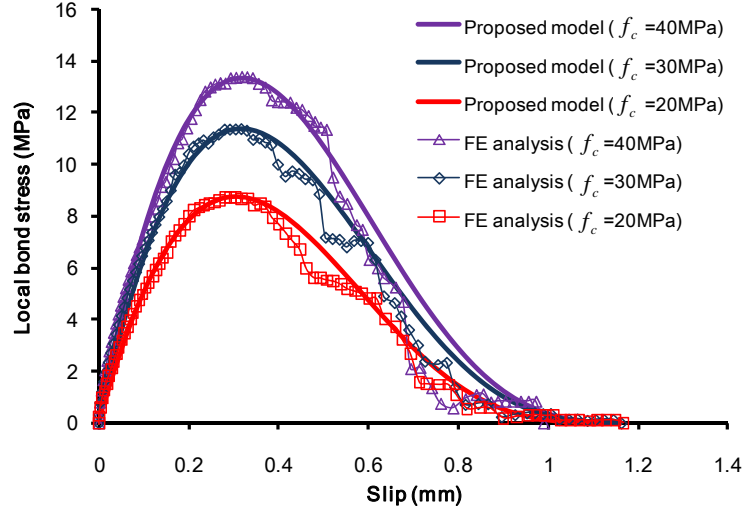 16
14
12
10
8
6
4
2
0
Local bond stress (MPa)
Proposed model ( f_c =40MPa)
Proposed model ( f_c =30MPa)
Proposed model ( f_c =20MPa)
FE analysis ( f_c =40MPa)
FE analysis ( f_c =30MPa)
FE analysis ( f_c =20MPa)
0 0.2 0.4 0.6 0.8 1 1.2 1.4
Slip (mm)